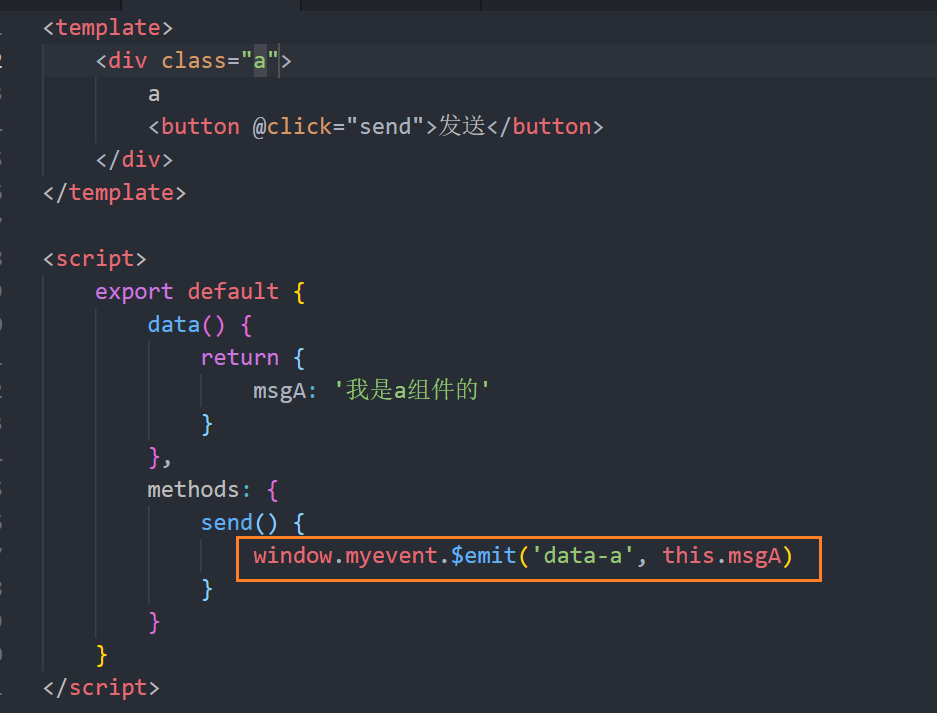 <template>
    <div class="a">
        a
        <button @click="send">发送</button>
    </div>
</template>

<script>
    export default {
        data() {
            return {
                msgA: '我是a组件的'
            }
        },
        methods: {
            send() {
                window.myevent.$emit('data-a', this.msgA)
            }
        }
    }
</script>